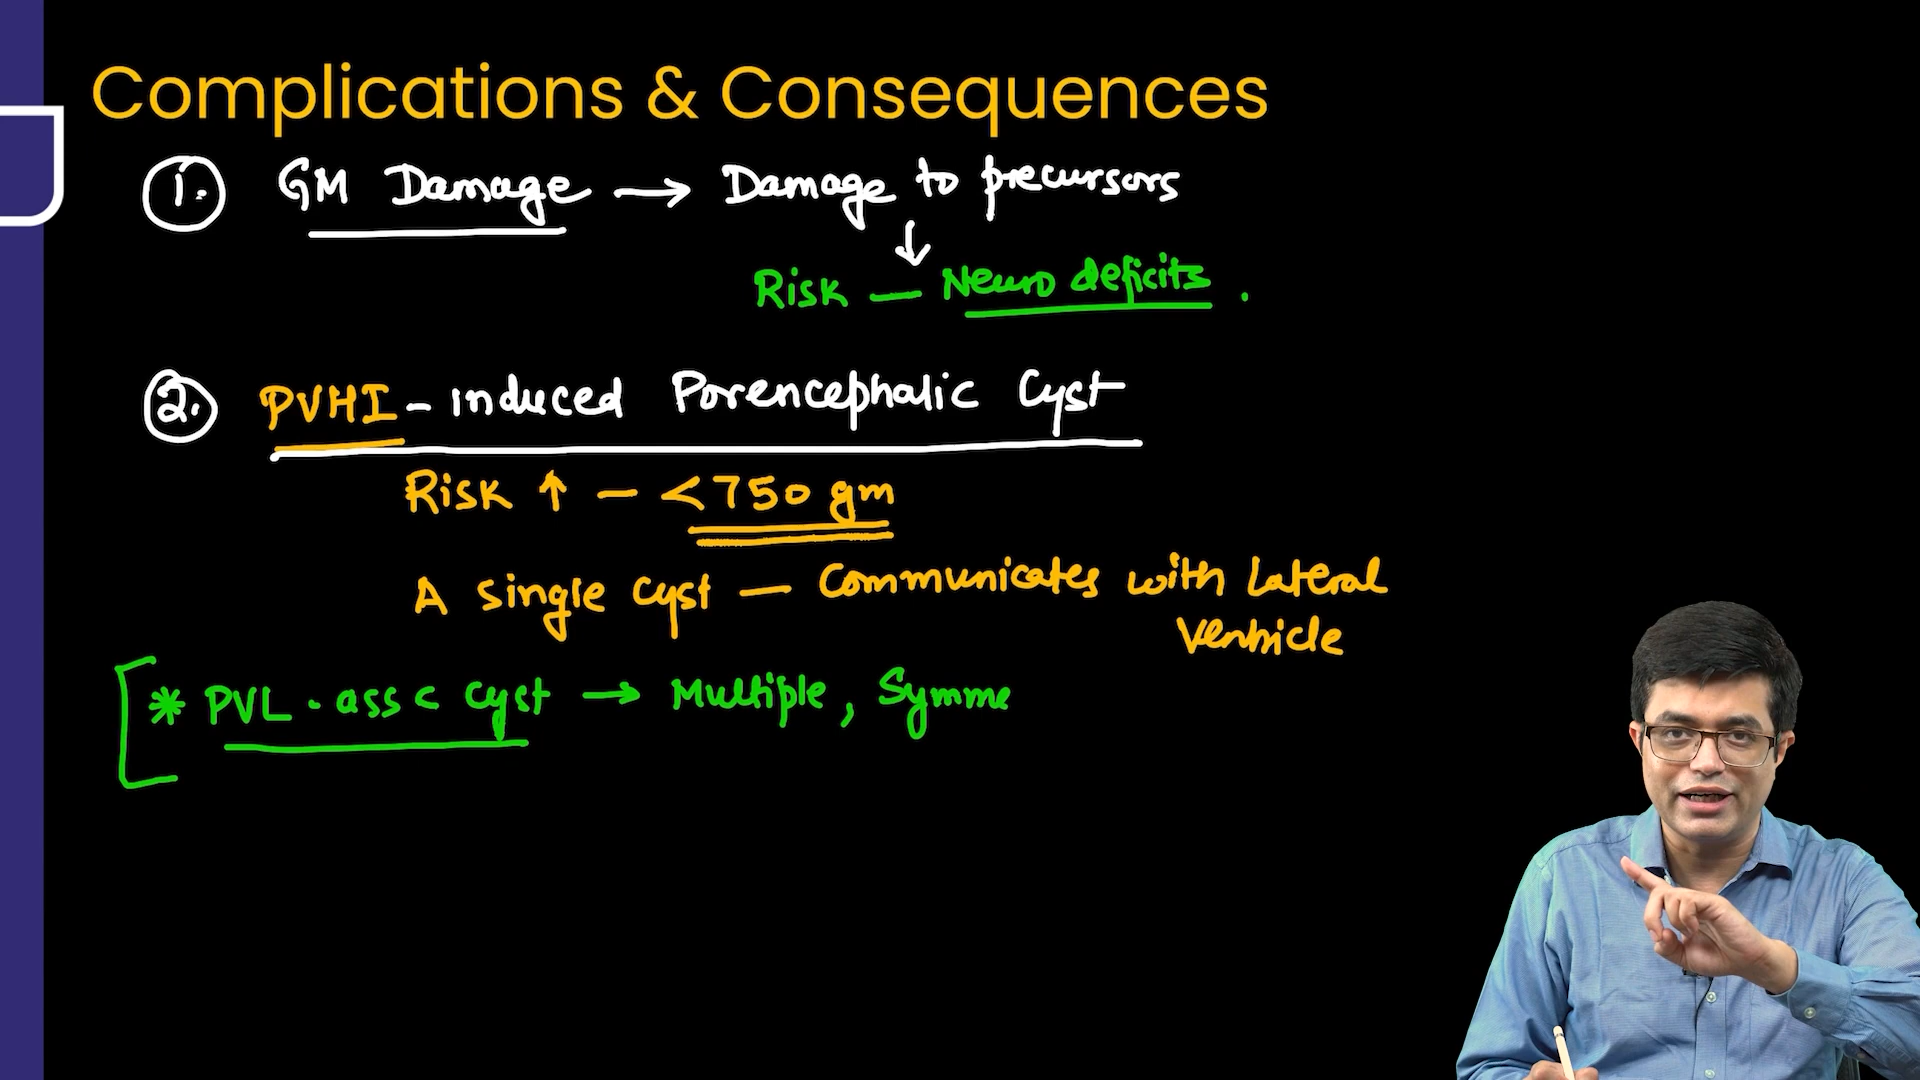 Complications & Consequences
1. GM Damage → Damage to precursors
↓
Risk — Neuro deficits.
2. PVHI - induced Porencephalic Cyst
Risk ↑ — <750 gm
A single cyst — Communicates with Lateral
Ventricle
* PVL. ass c cyst → Multiple, Symme